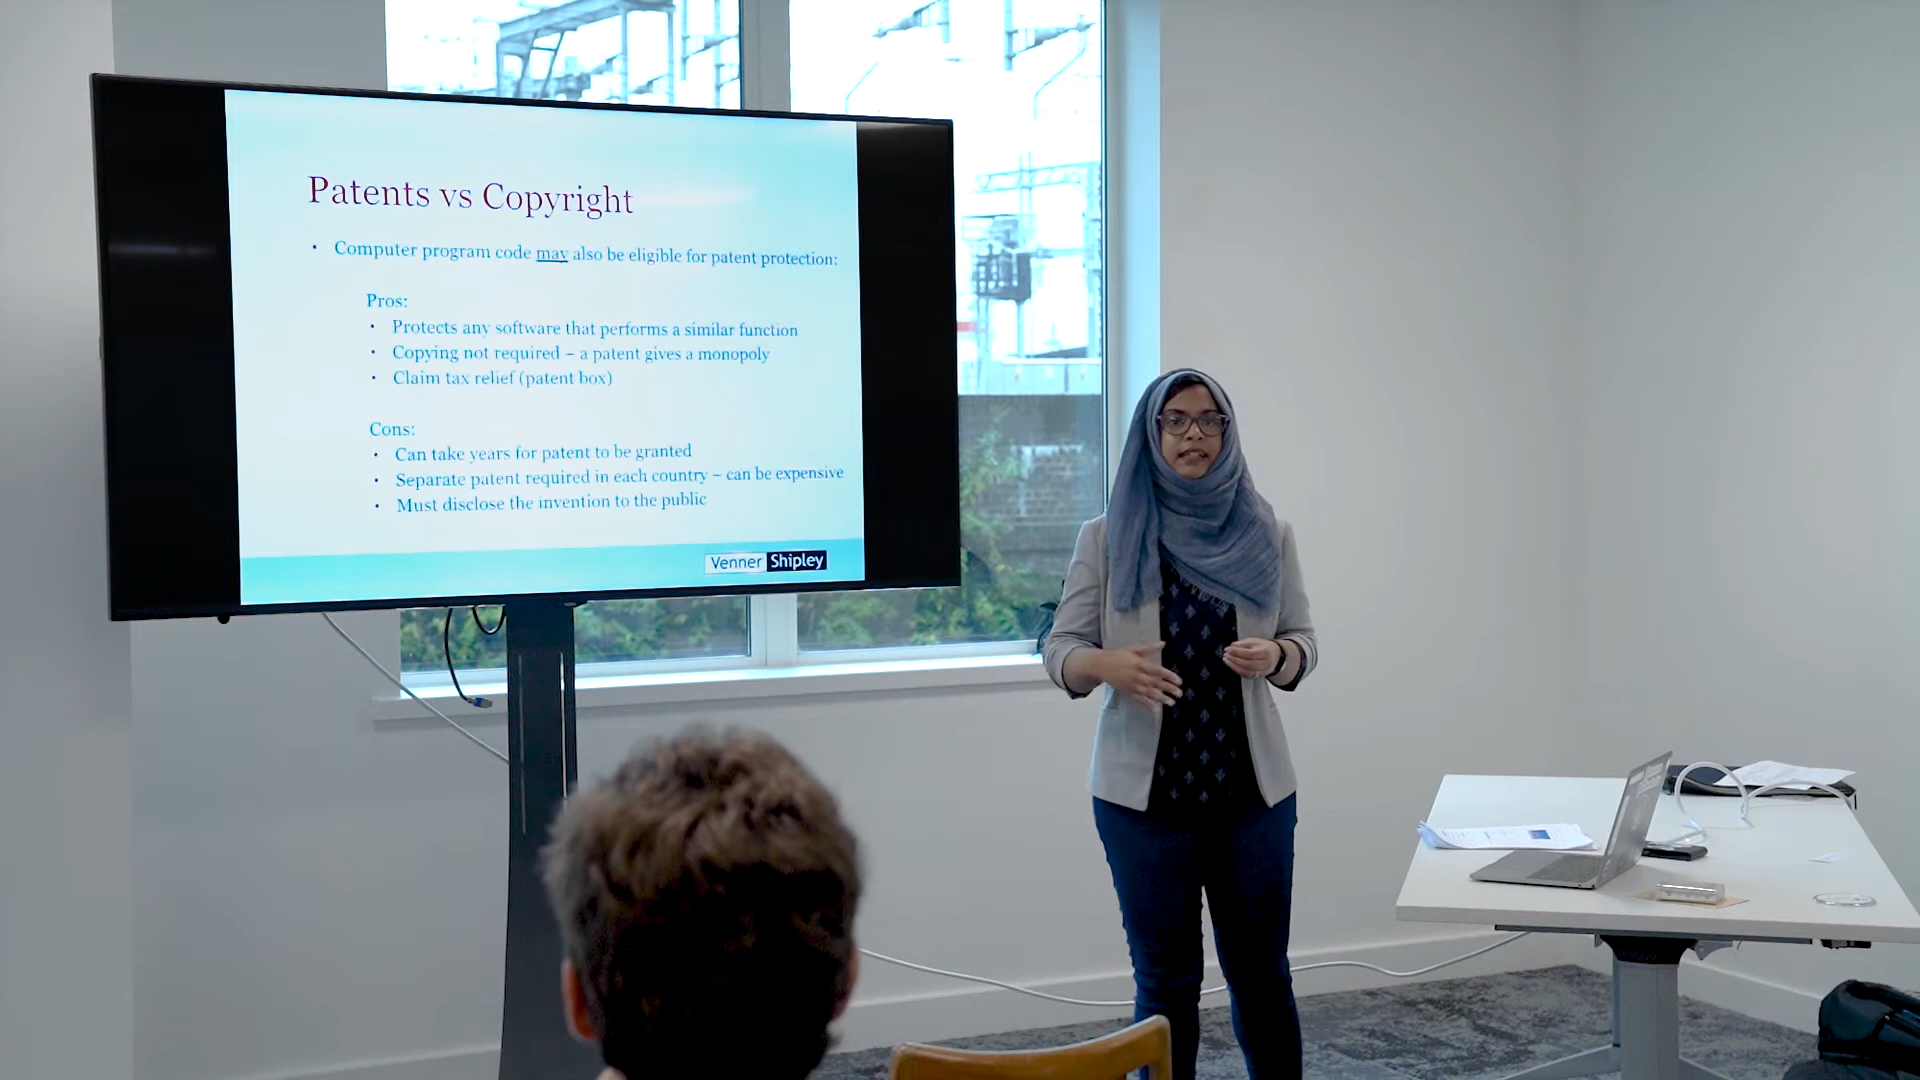 Patents vs Copyright
• Computer program code may also be eligible for patent protection:
Pros:
• Protects any software that performs a similar function
• Copying not required – a patent gives a monopoly
• Claim tax relief (patent box)
Cons:
• Can take years for patent to be granted
• Separate patent required in each country – can be expensive
• Must disclose the invention to the public
Venner Shipley